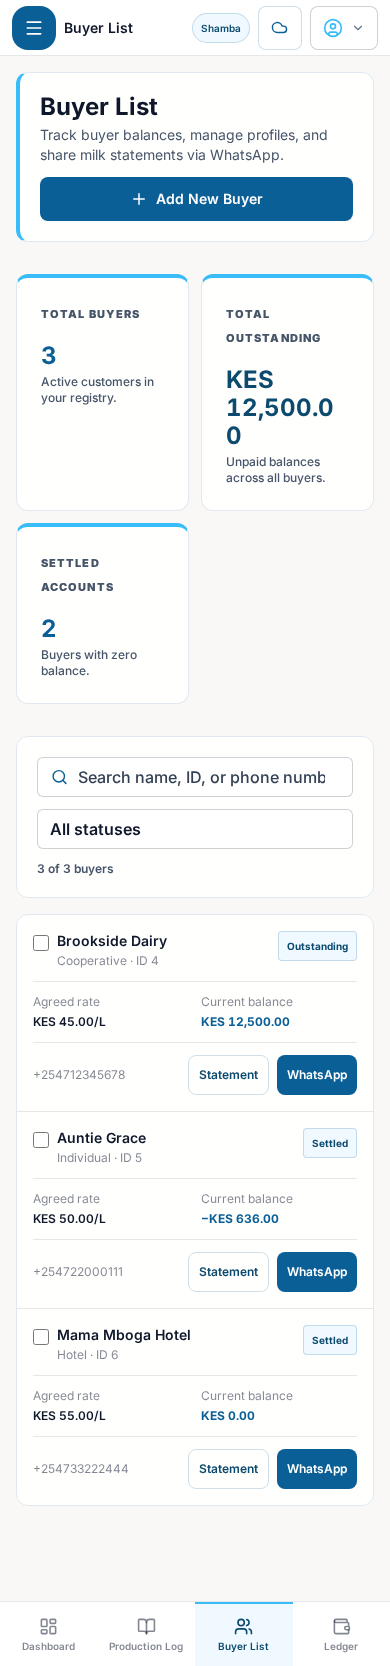 Buyer List
Shamba
Buyer List
Track buyer balances, manage profiles, and
share milk statements via WhatsApp.
Add New Buyer
TOTAL BUYERS
3
Active customers in
your registry.
TOTAL
OUTSTANDING
KES
12,500.0
0
Unpaid balances
across all buyers.
SETTLED
ACCOUNTS
2
Buyers with zero
balance.
Search name, ID, or phone numb
All statuses
3 of 3 buyers
Brookside Dairy
Outstanding
Cooperative · ID 4
Agreed rate
Current balance
KES 45.00/L
KES 12,500.00
+254712345678
Statement
WhatsApp
Auntie Grace
Settled
Individual · ID 5
Agreed rate
Current balance
KES 50.00/L
−KES 636.00
+254722000111
Statement
WhatsApp
Mama Mboga Hotel
Settled
Hotel · ID 6
Agreed rate
Current balance
KES 55.00/L
KES 0.00
+254733222444
Statement
WhatsApp
Dashboard
Production Log
Buyer List
Ledger